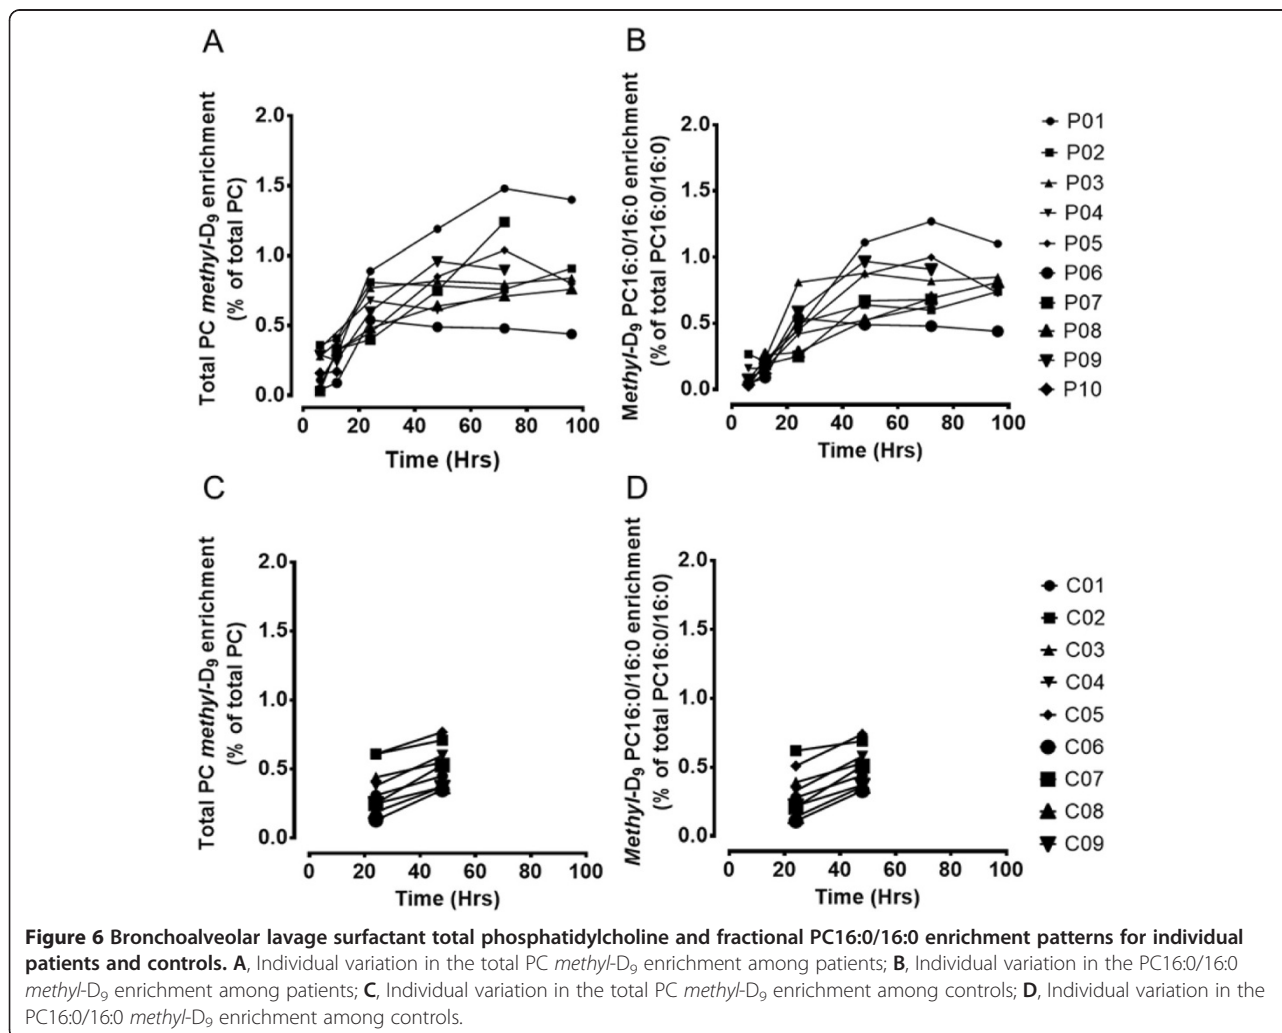 A
Total PC methyl-D9 enrichment
(% of total PC)
2.0
1.5
1.0
0.5
0.0
0 20 40 60 80 100
Time (Hrs)
B
Methyl-D9 PC16:0/16:0 enrichment
(% of total PC16:0/16:0)
2.0
1.5
1.0
0.5
0.0
0 20 40 60 80 100
Time (Hrs)
P01
P02
P03
P04
P05
P06
P07
P08
P09
P10
C
Total PC methyl-D9 enrichment
(% of total PC)
2.0
1.5
1.0
0.5
0.0
0 20 40 60 80 100
Time (Hrs)
D
Methyl-D9 PC16:0/16:0 enrichment
(% of total PC16:0/16:0)
2.0
1.5
1.0
0.5
0.0
0 20 40 60 80 100
Time (Hrs)
C01
C02
C03
C04
C05
C06
C07
C08
C09
Figure 6 Bronchoalveolar lavage surfactant total phosphatidylcholine and fractional PC16:0/16:0 enrichment patterns for individual
patients and controls. A, Individual variation in the total PC methyl-D9 enrichment among patients; B, Individual variation in the PC16:0/16:0
methyl-D9 enrichment among patients; C, Individual variation in the total PC methyl-D9 enrichment among controls; D, Individual variation in the
PC16:0/16:0 methyl-D9 enrichment among controls.